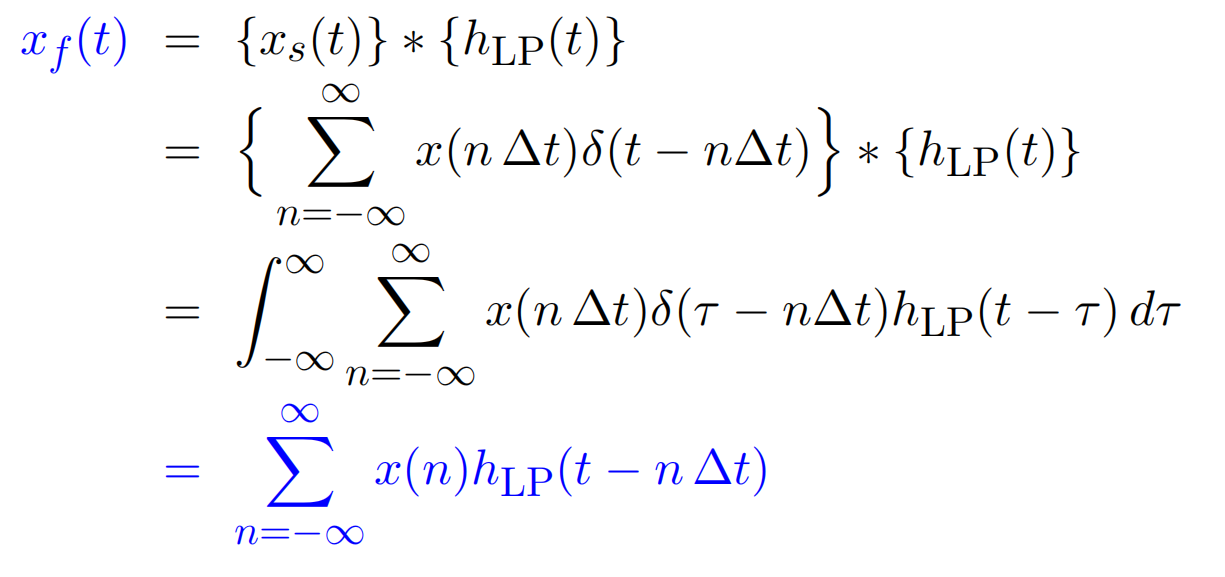 x_f(t) = {x_s(t)} ∗ {h_LP(t)}
= { ∑_{n=−∞}^{∞} x(n Δt)δ(t − nΔt) } ∗ {h_LP(t)}
= ∫_{−∞}^{∞} ∑_{n=−∞}^{∞} x(n Δt)δ(τ − nΔt)h_LP(t − τ) dτ
= ∑_{n=−∞}^{∞} x(n)h_LP(t − n Δt)